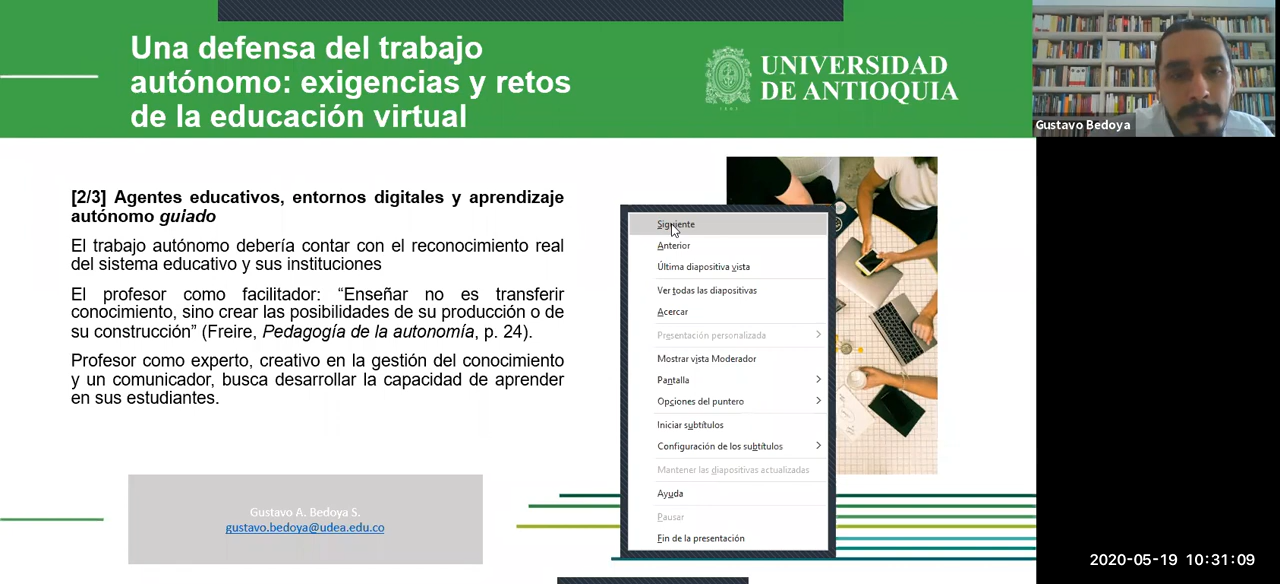 Una defensa del trabajo
autónomo: exigencias y retos
de la educación virtual
UNIVERSIDAD
DE ANTIOQUIA
1803
Gustavo Bedoya
[2/3] Agentes educativos, entornos digitales y aprendizaje
autónomo guiado
El trabajo autónomo debería contar con el reconocimiento real
del sistema educativo y sus instituciones
El profesor como facilitador: “Enseñar no es transferir
conocimiento, sino crear las posibilidades de su producción o de
su construcción” (Freire, Pedagogía de la autonomía, p. 24).
Profesor como experto, creativo en la gestión del conocimiento
y un comunicador, busca desarrollar la capacidad de aprender
en sus estudiantes.
Siguiente
Anterior
Última diapositiva vista
Ver todas las diapositivas
Acercar
Presentación personalizada
Mostrar vista Moderador
Pantalla
Opciones del puntero
Iniciar subtítulos
Configuración de los subtítulos
Mantener las diapositivas actualizadas
Ayuda
Pausar
Fin de la presentación
Gustavo A. Bedoya S.
gustavo.bedoya@udea.edu.co
2020-05-19 10:31:09